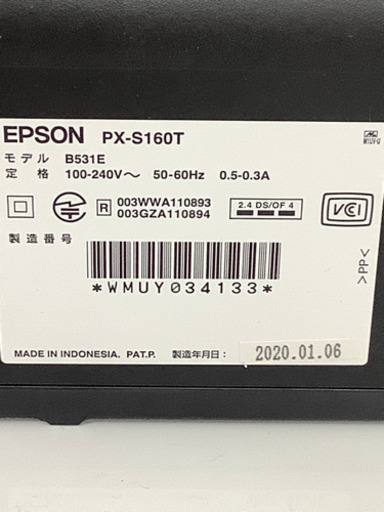 EPSON PX-S160T
モデル B531E
定 格 100-240V～ 50-60Hz 0.5-0.3A
R 003WWA110893
003GZA110894
2.4 DS/OF 4
VCI
製造番号
*WMUY034133*
>PP<
MADE IN INDONESIA. PAT.P. 製造年月日: 2020.01.06